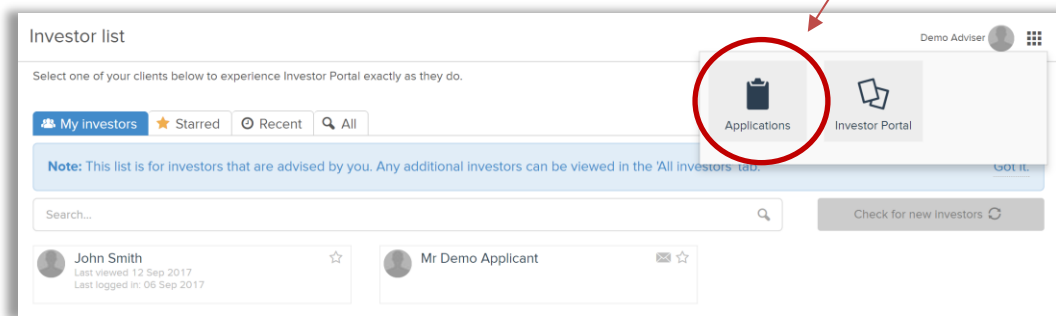 Investor list
Demo Adviser
Select one of your clients below to experience Investor Portal exactly as they do.
Applications
Investor Portal
My investors
Starred
Recent
All
Note: This list is for investors that are advised by you. Any additional investors can be viewed in the 'All investors' tab.
Got it.
Search...
Check for new investors
John Smith
Last viewed 12 Sep 2017
Last logged in: 06 Sep 2017
Mr Demo Applicant